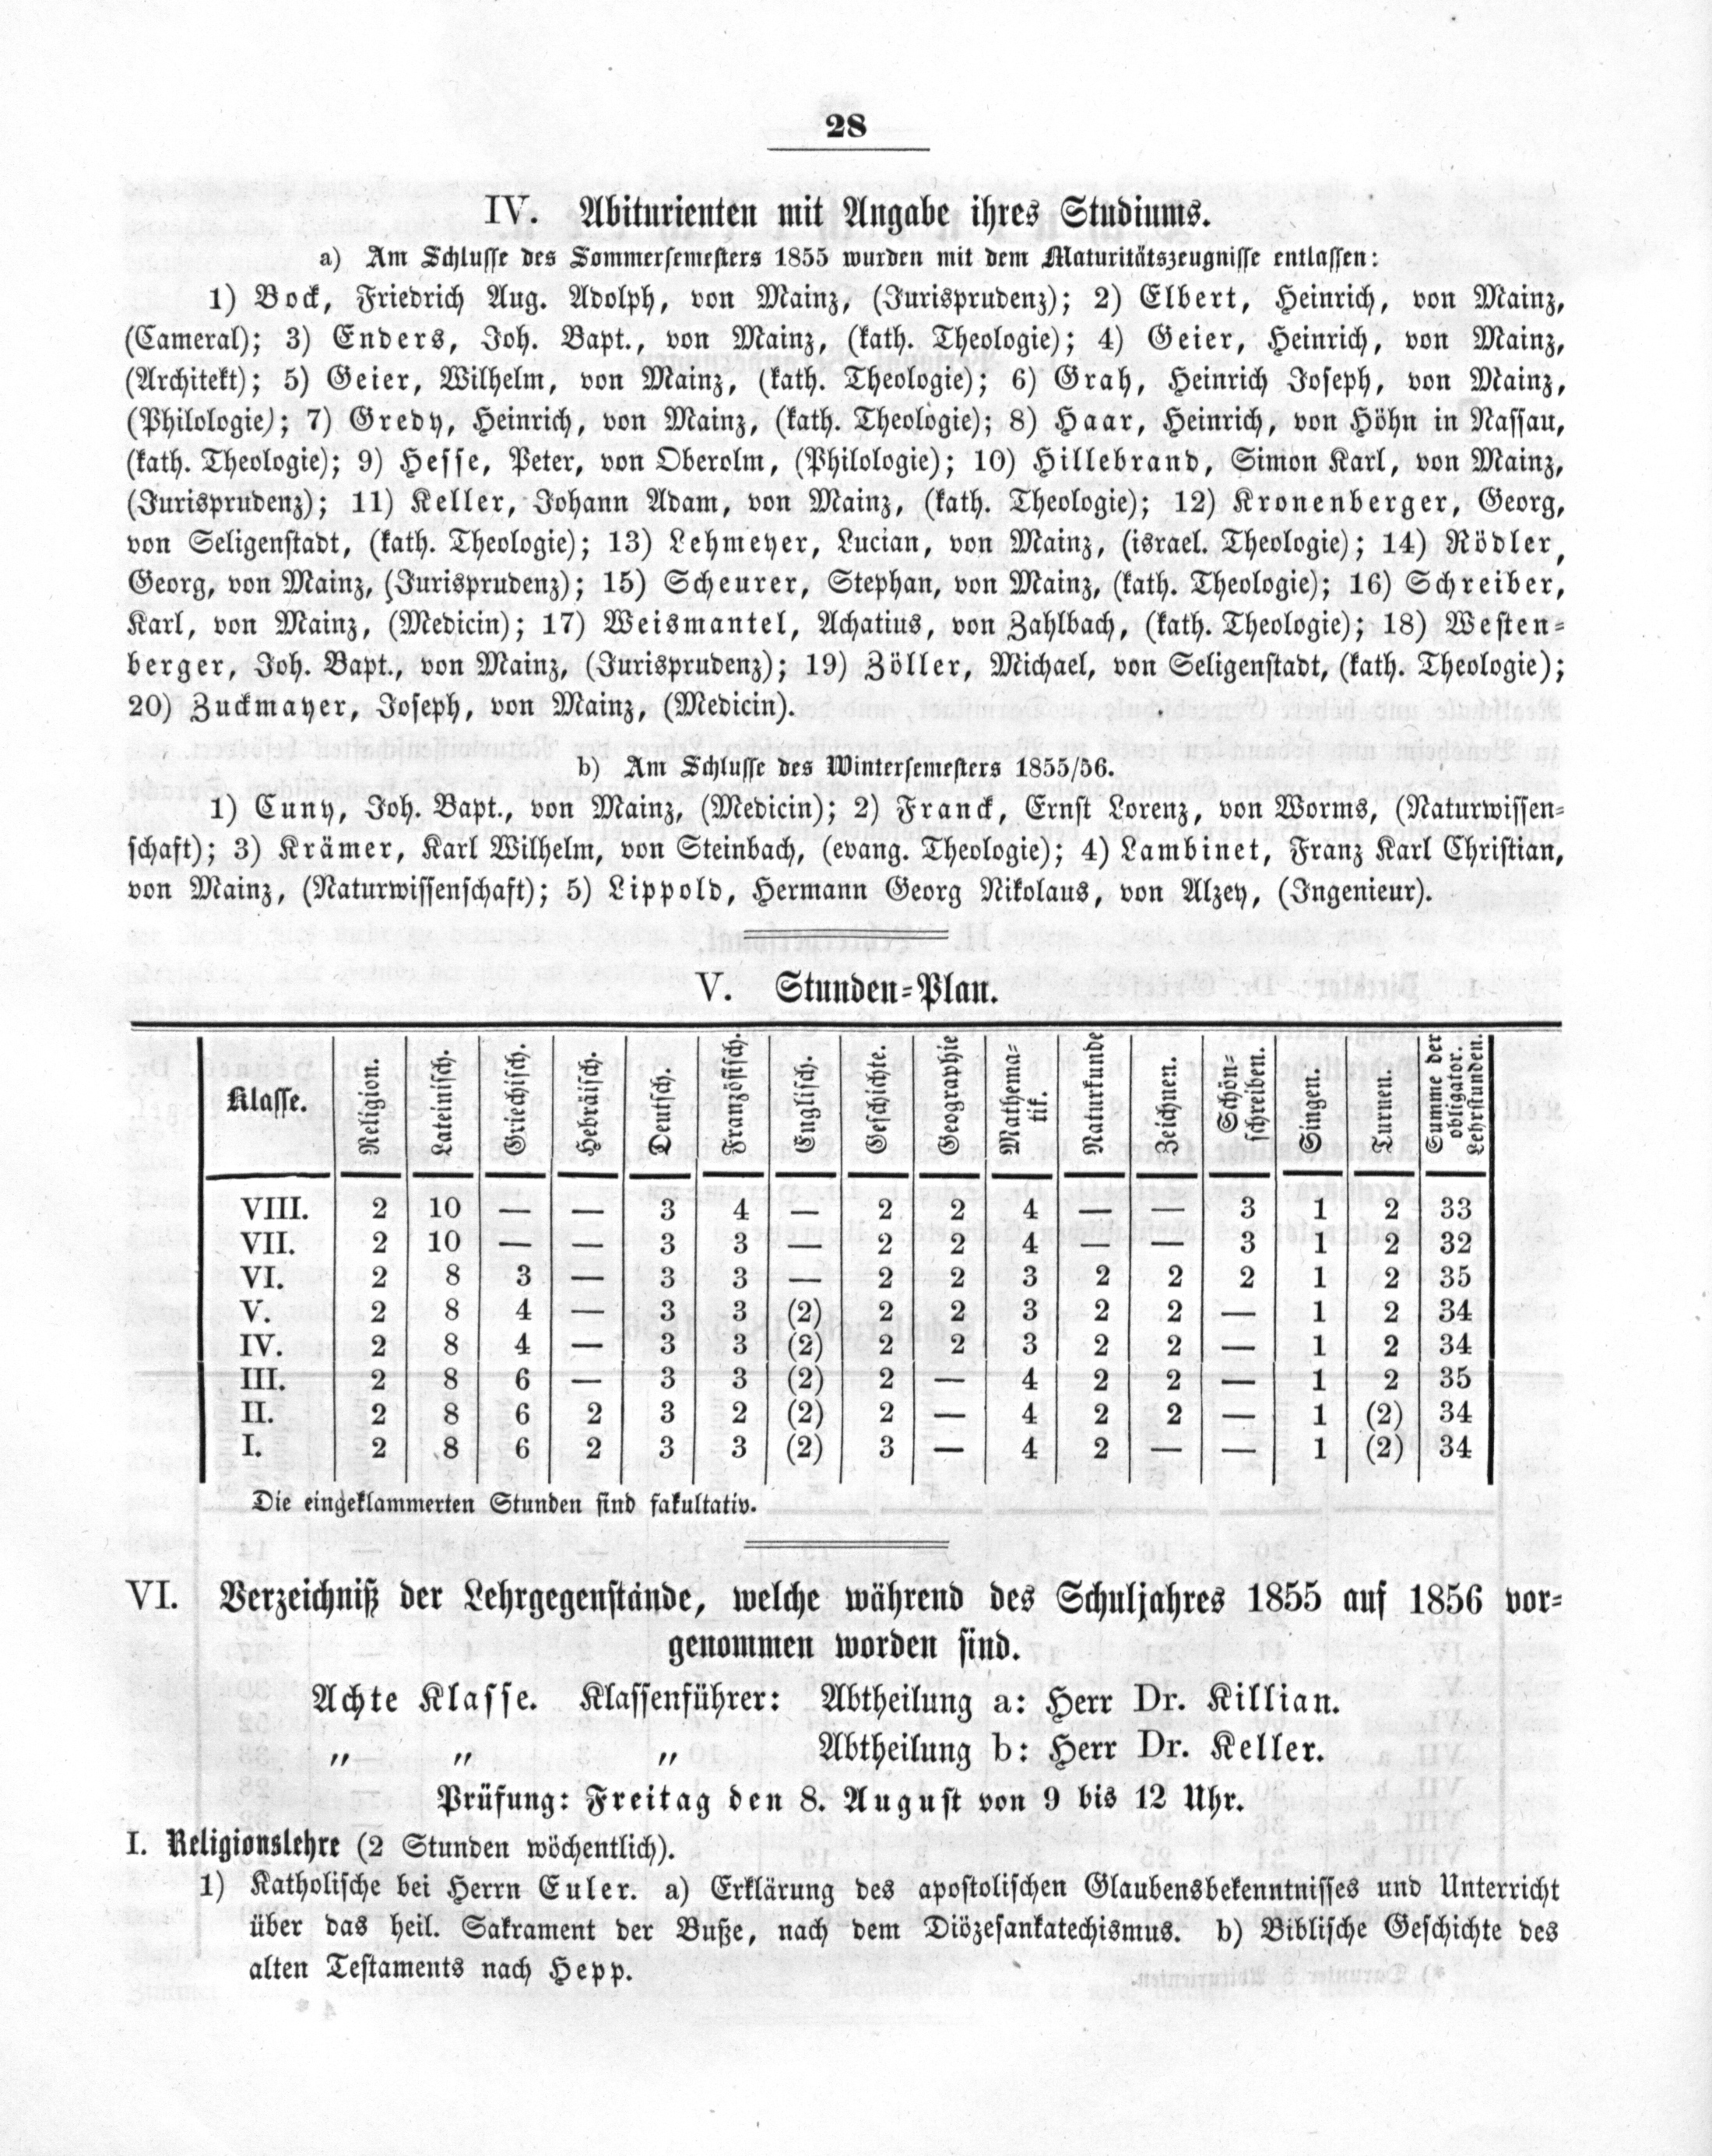 28
IV. Abiturienten mit Angabe ihres Studiums.
a) Am Schlusse des Sommersemesters 1855 wurden mit dem Maturitätszeugnisse entlassen:
1) Bock, Friedrich Aug. Adolph, von Mainz, (Jurisprudenz); 2) Elbert, Heinrich, von Mainz,
(Cameral); 3) Enders, Joh. Bapt., von Mainz, (kath. Theologie); 4) Geier, Heinrich, von Mainz,
(Architekt); 5) Geier, Wilhelm, von Mainz, (kath. Theologie); 6) Grah, Heinrich Joseph, von Mainz,
(Philologie); 7) Gredy, Heinrich, von Mainz, (kath. Theologie); 8) Haar, Heinrich, von Höhn in Nassau,
(kath. Theologie); 9) Hesse, Peter, von Oberolm, (Philologie); 10) Hillebrand, Simon Karl, von Mainz,
(Jurisprudenz); 11) Keller, Johann Adam, von Mainz, (kath. Theologie); 12) Kronenberger, Georg,
von Seligenstadt, (kath. Theologie); 13) Lehmeyer, Lucian, von Mainz, (israel. Theologie); 14) Rödler,
Georg, von Mainz, (Jurisprudenz); 15) Scheurer, Stephan, von Mainz, (kath. Theologie); 16) Schreiber,
Karl, von Mainz, (Medicin); 17) Weismantel, Achatius, von Zahlbach, (kath. Theologie); 18) Westen-
berger, Joh. Bapt., von Mainz, (Jurisprudenz); 19) Zöller, Michael, von Seligenstadt, (kath. Theologie);
20) Zuckmayer, Joseph, von Mainz, (Medicin).
b) Am Schlusse des Wintersemesters 1855/56.
1) Cuny, Joh. Bapt., von Mainz, (Medicin); 2) Franck, Ernst Lorenz, von Worms, (Naturwissen-
schaft); 3) Krämer, Karl Wilhelm, von Steinbach, (evang. Theologie); 4) Lambinet, Franz Karl Christian,
von Mainz, (Naturwissenschaft); 5) Lippold, Hermann Georg Nikolaus, von Alzey, (Ingenieur).
V. Stunden-Plan.
Klasse. Religion. Lateinisch. Griechisch. Hebräisch. Deutsch. Französisch. Englisch. Geschichte. Geographie Mathema-tik. Naturkunde Zeichnen. Schön-schreiben. Singen. Turnen. Summe der obligator. Lehrstunden.
VIII. 2 10 — — 3 4 — 2 2 4 — — 3 1 2 33
VII. 2 10 — — 3 3 — 2 2 4 — — 3 1 2 32
VI. 2 8 3 — 3 3 — 2 2 3 2 2 2 1 2 35
V. 2 8 4 — 3 3 (2) 2 2 3 2 2 — 1 2 34
IV. 2 8 4 — 3 3 (2) 2 2 3 2 2 — 1 2 34
III. 2 8 6 — 3 3 (2) 2 — 4 2 2 — 1 2 35
II. 2 8 6 2 3 2 (2) 2 — 4 2 2 — 1 (2) 34
I. 2 8 6 2 3 3 (2) 3 — 4 2 — — 1 (2) 34
Die eingeklammerten Stunden sind fakultativ.
VI. Verzeichniß der Lehrgegenstände, welche während des Schuljahres 1855 auf 1856 vor-
genommen worden sind.
Achte Klasse. Klassenführer: Abtheilung a: Herr Dr. Killian.
„ „ „ Abtheilung b: Herr Dr. Keller.
Prüfung: Freitag den 8. August von 9 bis 12 Uhr.
I. Religionslehre (2 Stunden wöchentlich).
1) Katholische bei Herrn Euler. a) Erklärung des apostolischen Glaubensbekenntnisses und Unterricht
über das heil. Sakrament der Buße, nach dem Diözesankatechismus. b) Biblische Geschichte des
alten Testaments nach Hepp.